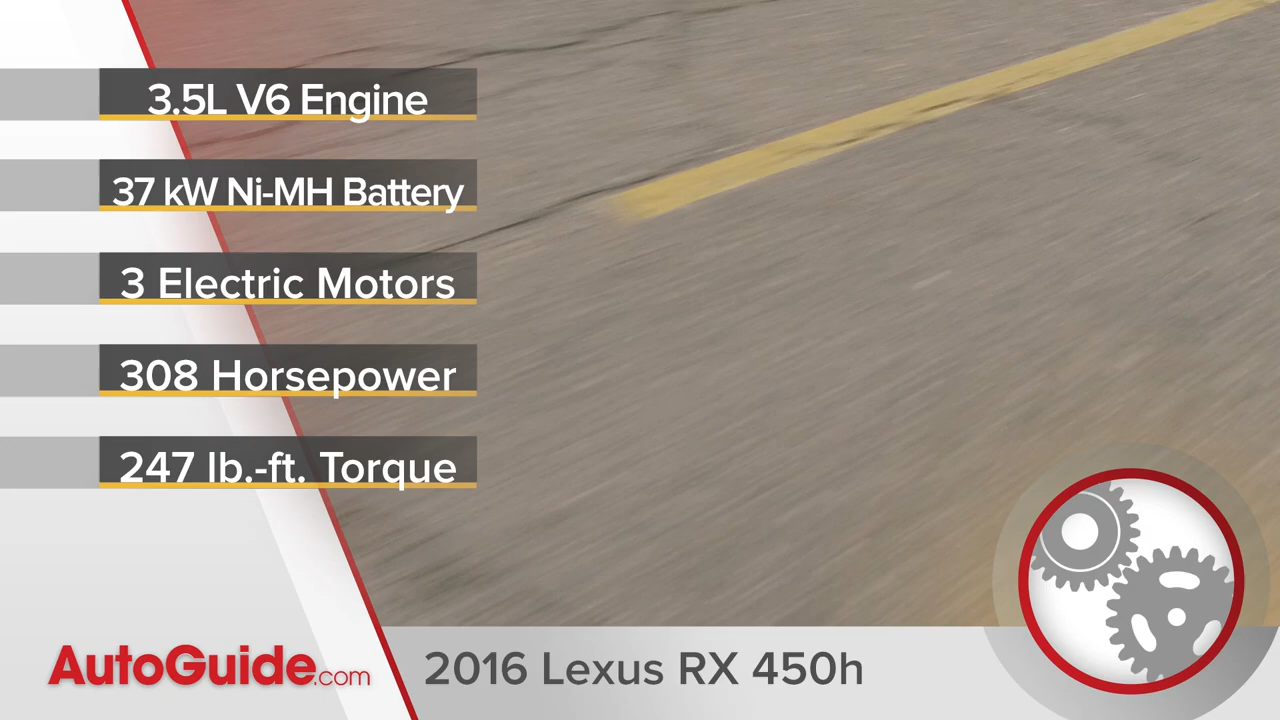 3.5L V6 Engine
37 kW Ni-MH Battery
3 Electric Motors
308 Horsepower
247 lb.-ft. Torque
AutoGuide.com
2016 Lexus RX 450h